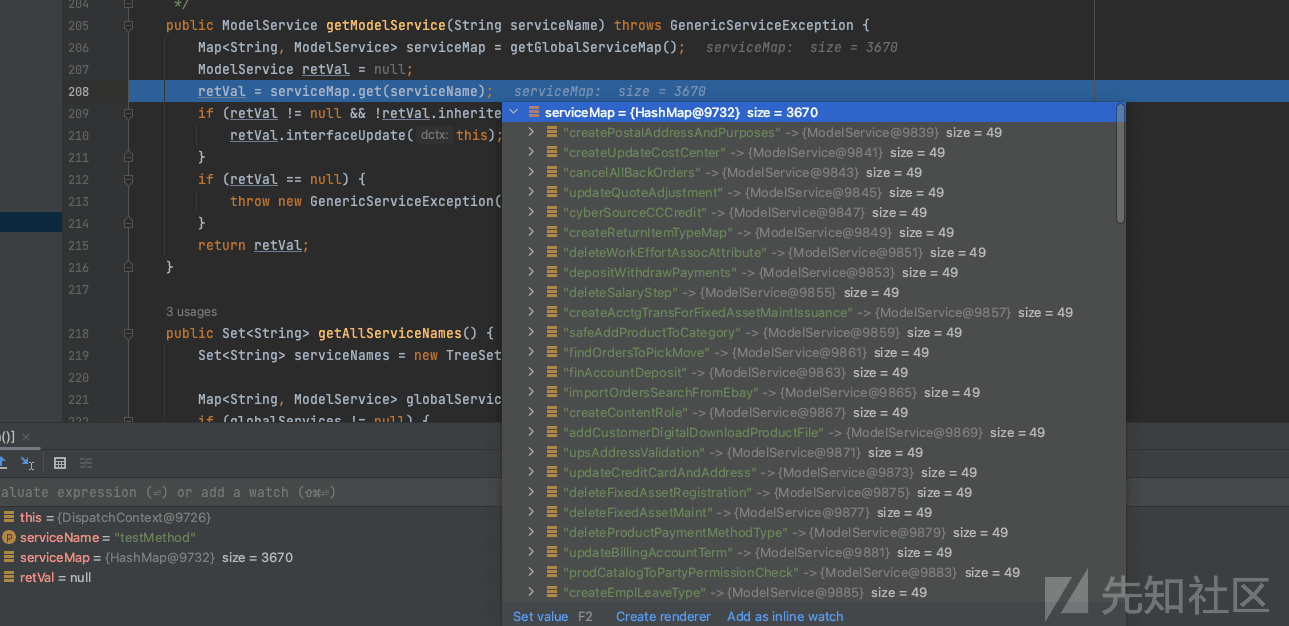 204 */
205 public ModelService getModelService(String serviceName) throws GenericServiceException {
206 Map<String, ModelService> serviceMap = getGlobalServiceMap(); serviceMap: size = 3670
207 ModelService retVal = null;
208 retVal = serviceMap.get(serviceName); serviceMap: size = 3670
209 if (retVal != null && !retVal.inherite
210 retVal.interfaceUpdate( dctx: this);
211 }
212 if (retVal == null) {
213 throw new GenericServiceException(
214 }
215 return retVal;
216 }
217
3 usages
218 public Set<String> getAllServiceNames() {
219 Set<String> serviceNames = new TreeSet
220
221 Map<String, ModelService> globalServic
222 if (globalServices != null) {
serviceMap = {HashMap@9732} size = 3670
"createPostalAddressAndPurposes" -> {ModelService@9839} size = 49
"createUpdateCostCenter" -> {ModelService@9841} size = 49
"cancelAllBackOrders" -> {ModelService@9843} size = 49
"updateQuoteAdjustment" -> {ModelService@9845} size = 49
"cyberSourceCCCredit" -> {ModelService@9847} size = 49
"createReturnItemTypeMap" -> {ModelService@9849} size = 49
"deleteWorkEffortAssocAttribute" -> {ModelService@9851} size = 49
"depositWithdrawPayments" -> {ModelService@9853} size = 49
"deleteSalaryStep" -> {ModelService@9855} size = 49
"createAcctgTransForFixedAssetMaintIssuance" -> {ModelService@9857} size = 49
"safeAddProductToCategory" -> {ModelService@9859} size = 49
"findOrdersToPickMove" -> {ModelService@9861} size = 49
"finAccountDeposit" -> {ModelService@9863} size = 49
"importOrdersSearchFromEbay" -> {ModelService@9865} size = 49
"createContentRole" -> {ModelService@9867} size = 49
"addCustomerDigitalDownloadProductFile" -> {ModelService@9869} size = 49
"upsAddressValidation" -> {ModelService@9871} size = 49
"updateCreditCardAndAddress" -> {ModelService@9873} size = 49
"deleteFixedAssetRegistration" -> {ModelService@9875} size = 49
"deleteFixedAssetMaint" -> {ModelService@9877} size = 49
"deleteProductPaymentMethodType" -> {ModelService@9879} size = 49
"updateBillingAccountTerm" -> {ModelService@9881} size = 49
"prodCatalogToPartyPermissionCheck" -> {ModelService@9883} size = 49
"createEmplLeaveType" -> {ModelService@9885} size = 49
Set value F2 Create renderer Add as inline watch
()] ×
aluate expression (⏎) or add a watch (⇧⌘⏎)
this = {DispatchContext@9726}
p serviceName = "testMethod"
serviceMap = {HashMap@9732} size = 3670
retVal = null
先知社区